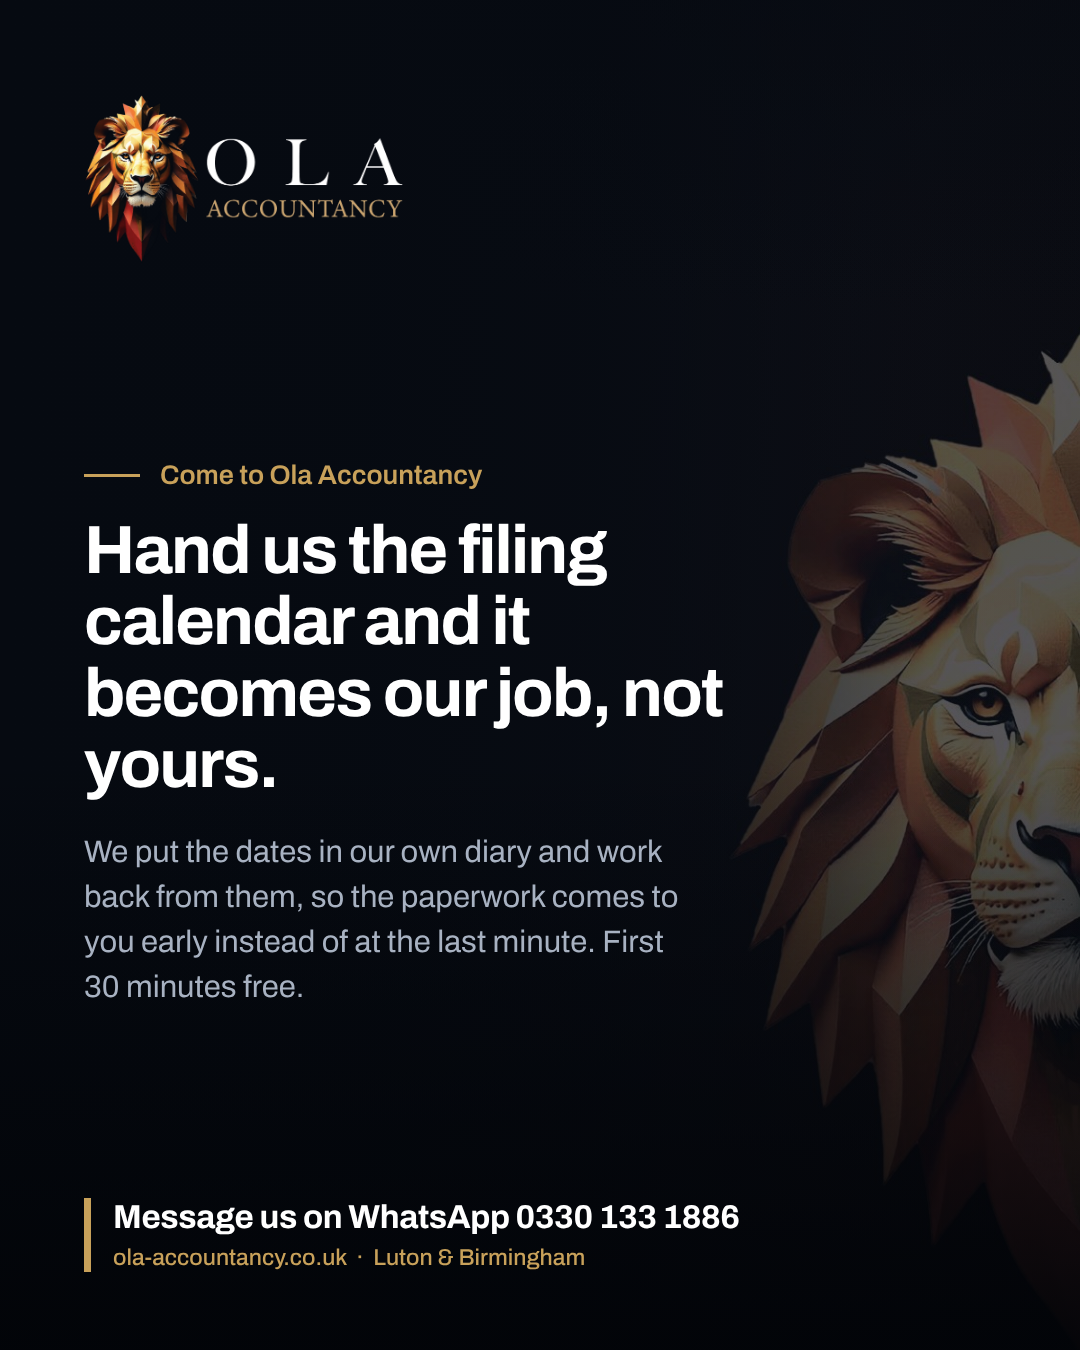 OLA
ACCOUNTANCY
Come to Ola Accountancy
Hand us the filing
calendar and it
becomes our job, not
yours.
We put the dates in our own diary and work
back from them, so the paperwork comes to
you early instead of at the last minute. First
30 minutes free.
Message us on WhatsApp 0330 133 1886
ola-accountancy.co.uk · Luton & Birmingham